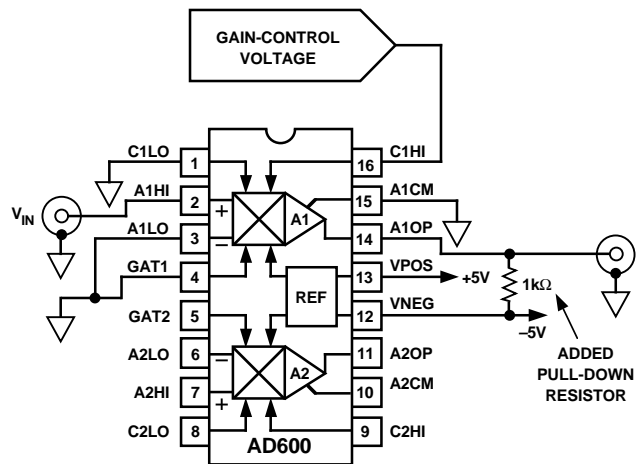 GAIN-CONTROL
VOLTAGE
C1LO
1
16
C1HI
A1HI
2
+
A1
15
A1CM
VIN
A1LO
3
–
14
A1OP
GAT1
4
REF
13
VPOS
+5V
1kΩ
GAT2
5
12
VNEG
–5V
A2LO
6
–
A2
11
A2OP
A2HI
7
+
10
A2CM
C2LO
8
9
C2HI
AD600
ADDED
PULL-DOWN
RESISTOR